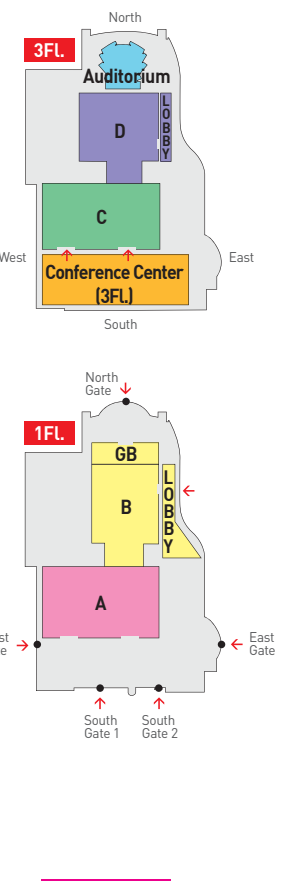 North
3Fl.
Auditorium
LOBBY
D
C
West
East
Conference Center
(3Fl.)
South
North
Gate
1Fl.
GB
LOBBY
B
A
East
Gate
South
Gate 1
South
Gate 2